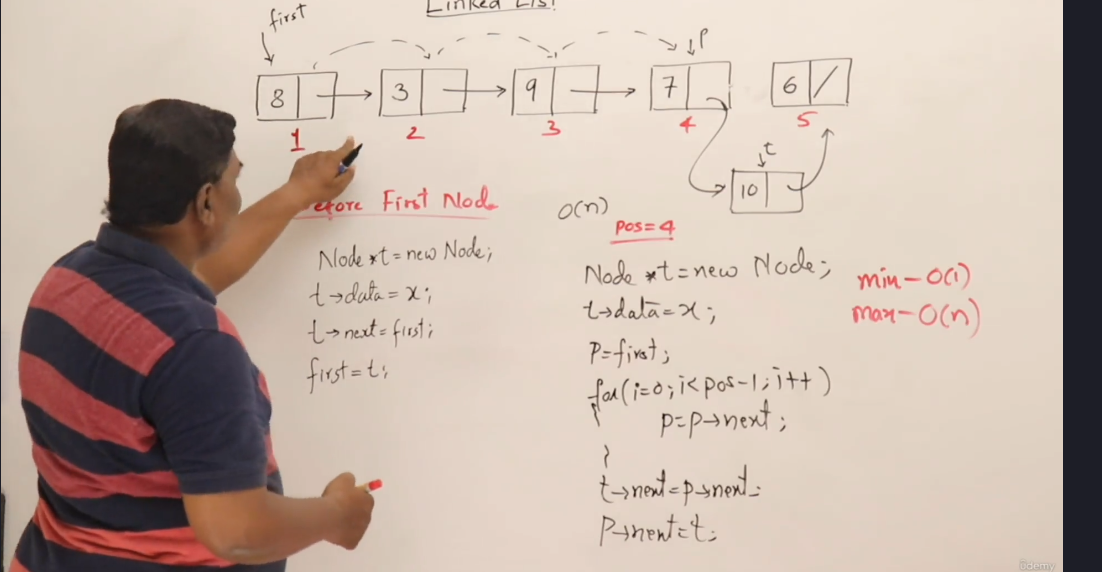 Linked List
first
P
8
3
9
7
6 /
1
2
3
4
5
t
10
efore First Node
O(n)
pos=4
Node *t=new Node;
t→data=x;
t→next=first;
first=t;
Node *t=new Node;
t→data=x;
P=first;
for(i=0;i<pos-1;i++)
{
p=p→next;
}
t→next=p→next;
P→next=t;
min-O(1)
max-O(n)
ûdemy